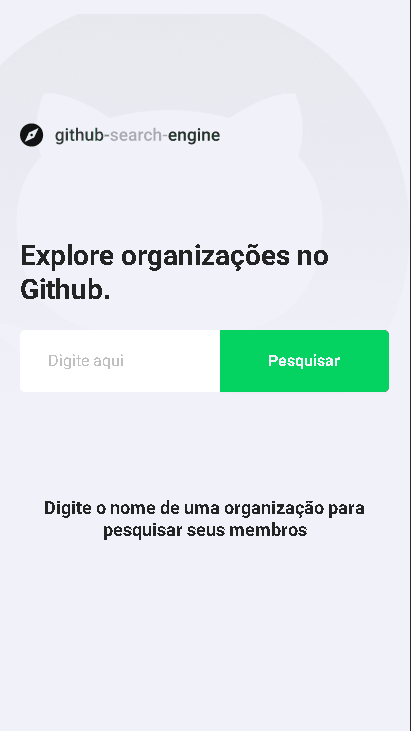 github-search-engine
Explore organizações no
Github.
Digite aqui
Pesquisar
Digite o nome de uma organização para
pesquisar seus membros